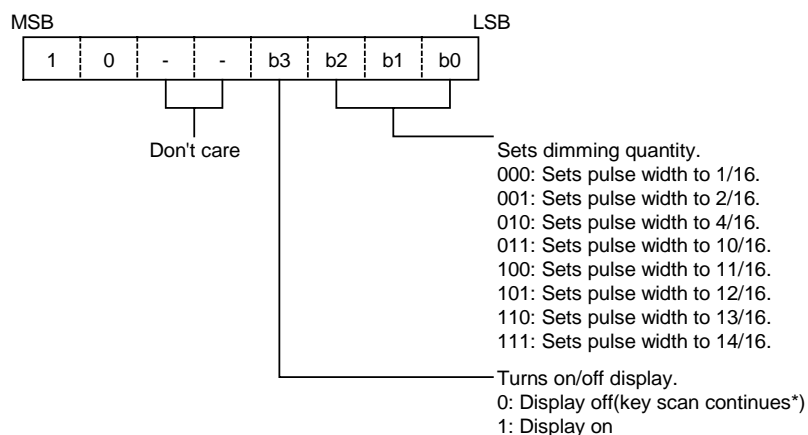 MSB LSB
1 0 - - b3 b2 b1 b0
Don't care
Sets dimming quantity.
000: Sets pulse width to 1/16.
001: Sets pulse width to 2/16.
010: Sets pulse width to 4/16.
011: Sets pulse width to 10/16.
100: Sets pulse width to 11/16.
101: Sets pulse width to 12/16.
110: Sets pulse width to 13/16.
111: Sets pulse width to 14/16.
Turns on/off display.
0: Display off(key scan continues*)
1: Display on